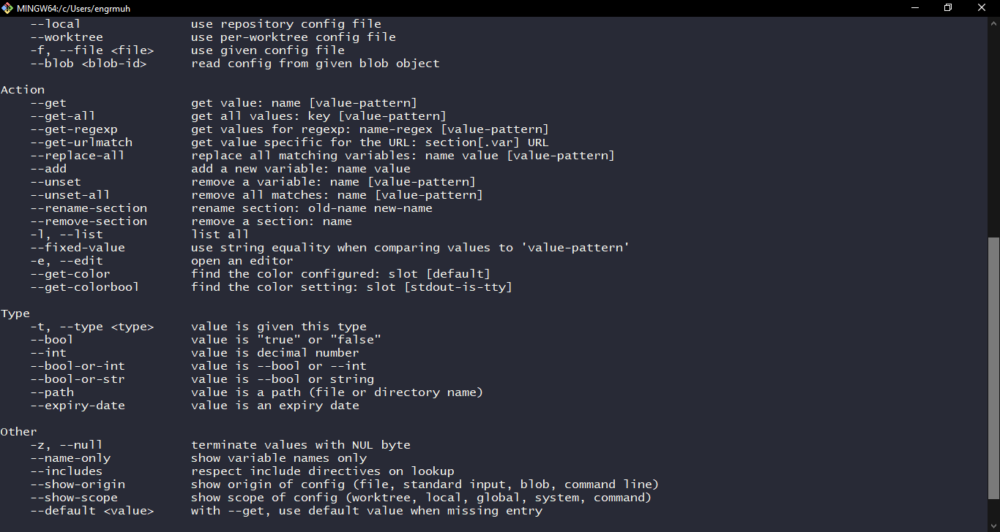 MINGW64:/c/Users/engrmuh
--local use repository config file
--worktree use per-worktree config file
-f, --file <file> use given config file
--blob <blob-id> read config from given blob object
Action
--get get value: name [value-pattern]
--get-all get all values: key [value-pattern]
--get-regexp get values for regexp: name-regex [value-pattern]
--get-urlmatch get value specific for the URL: section[.var] URL
--replace-all replace all matching variables: name value [value-pattern]
--add add a new variable: name value
--unset remove a variable: name [value-pattern]
--unset-all remove all matches: name [value-pattern]
--rename-section rename section: old-name new-name
--remove-section remove a section: name
-l, --list list all
--fixed-value use string equality when comparing values to 'value-pattern'
-e, --edit open an editor
--get-color find the color configured: slot [default]
--get-colorbool find the color setting: slot [stdout-is-tty]
Type
-t, --type <type> value is given this type
--bool value is "true" or "false"
--int value is decimal number
--bool-or-int value is --bool or --int
--bool-or-str value is --bool or string
--path value is a path (file or directory name)
--expiry-date value is an expiry date
Other
-z, --null terminate values with NUL byte
--name-only show variable names only
--includes respect include directives on lookup
--show-origin show origin of config (file, standard input, blob, command line)
--show-scope show scope of config (worktree, local, global, system, command)
--default <value> with --get, use default value when missing entry